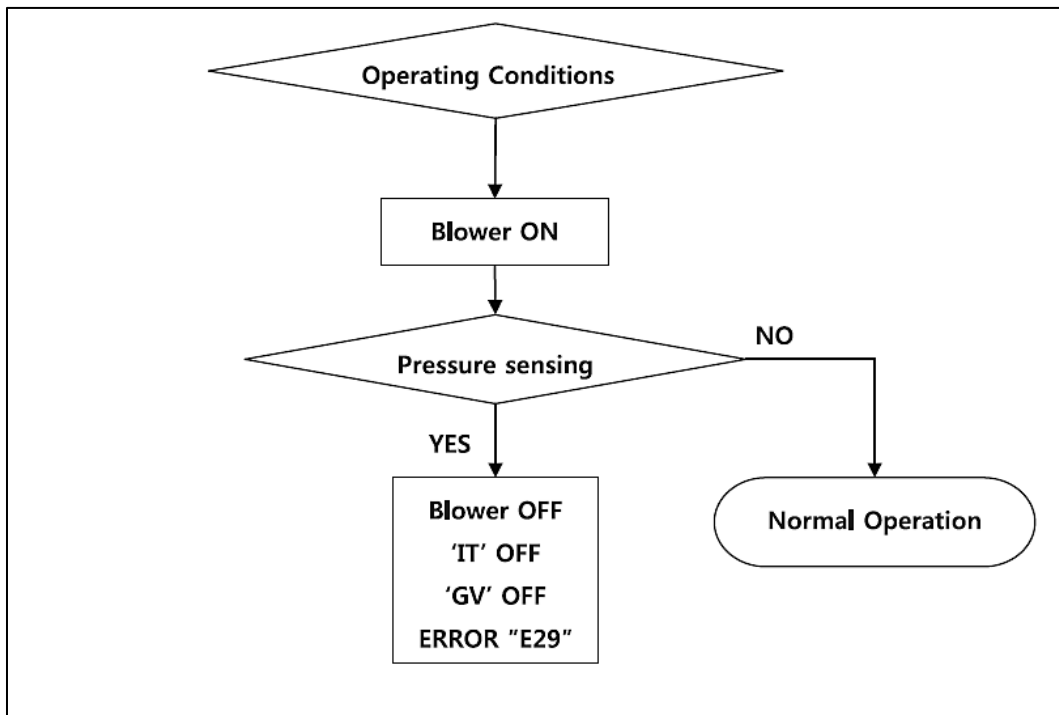 Operating Conditions
Blower ON
Pressure sensing
NO
YES
Blower OFF
‘IT’ OFF
‘GV’ OFF
ERROR ”E29”
Normal Operation